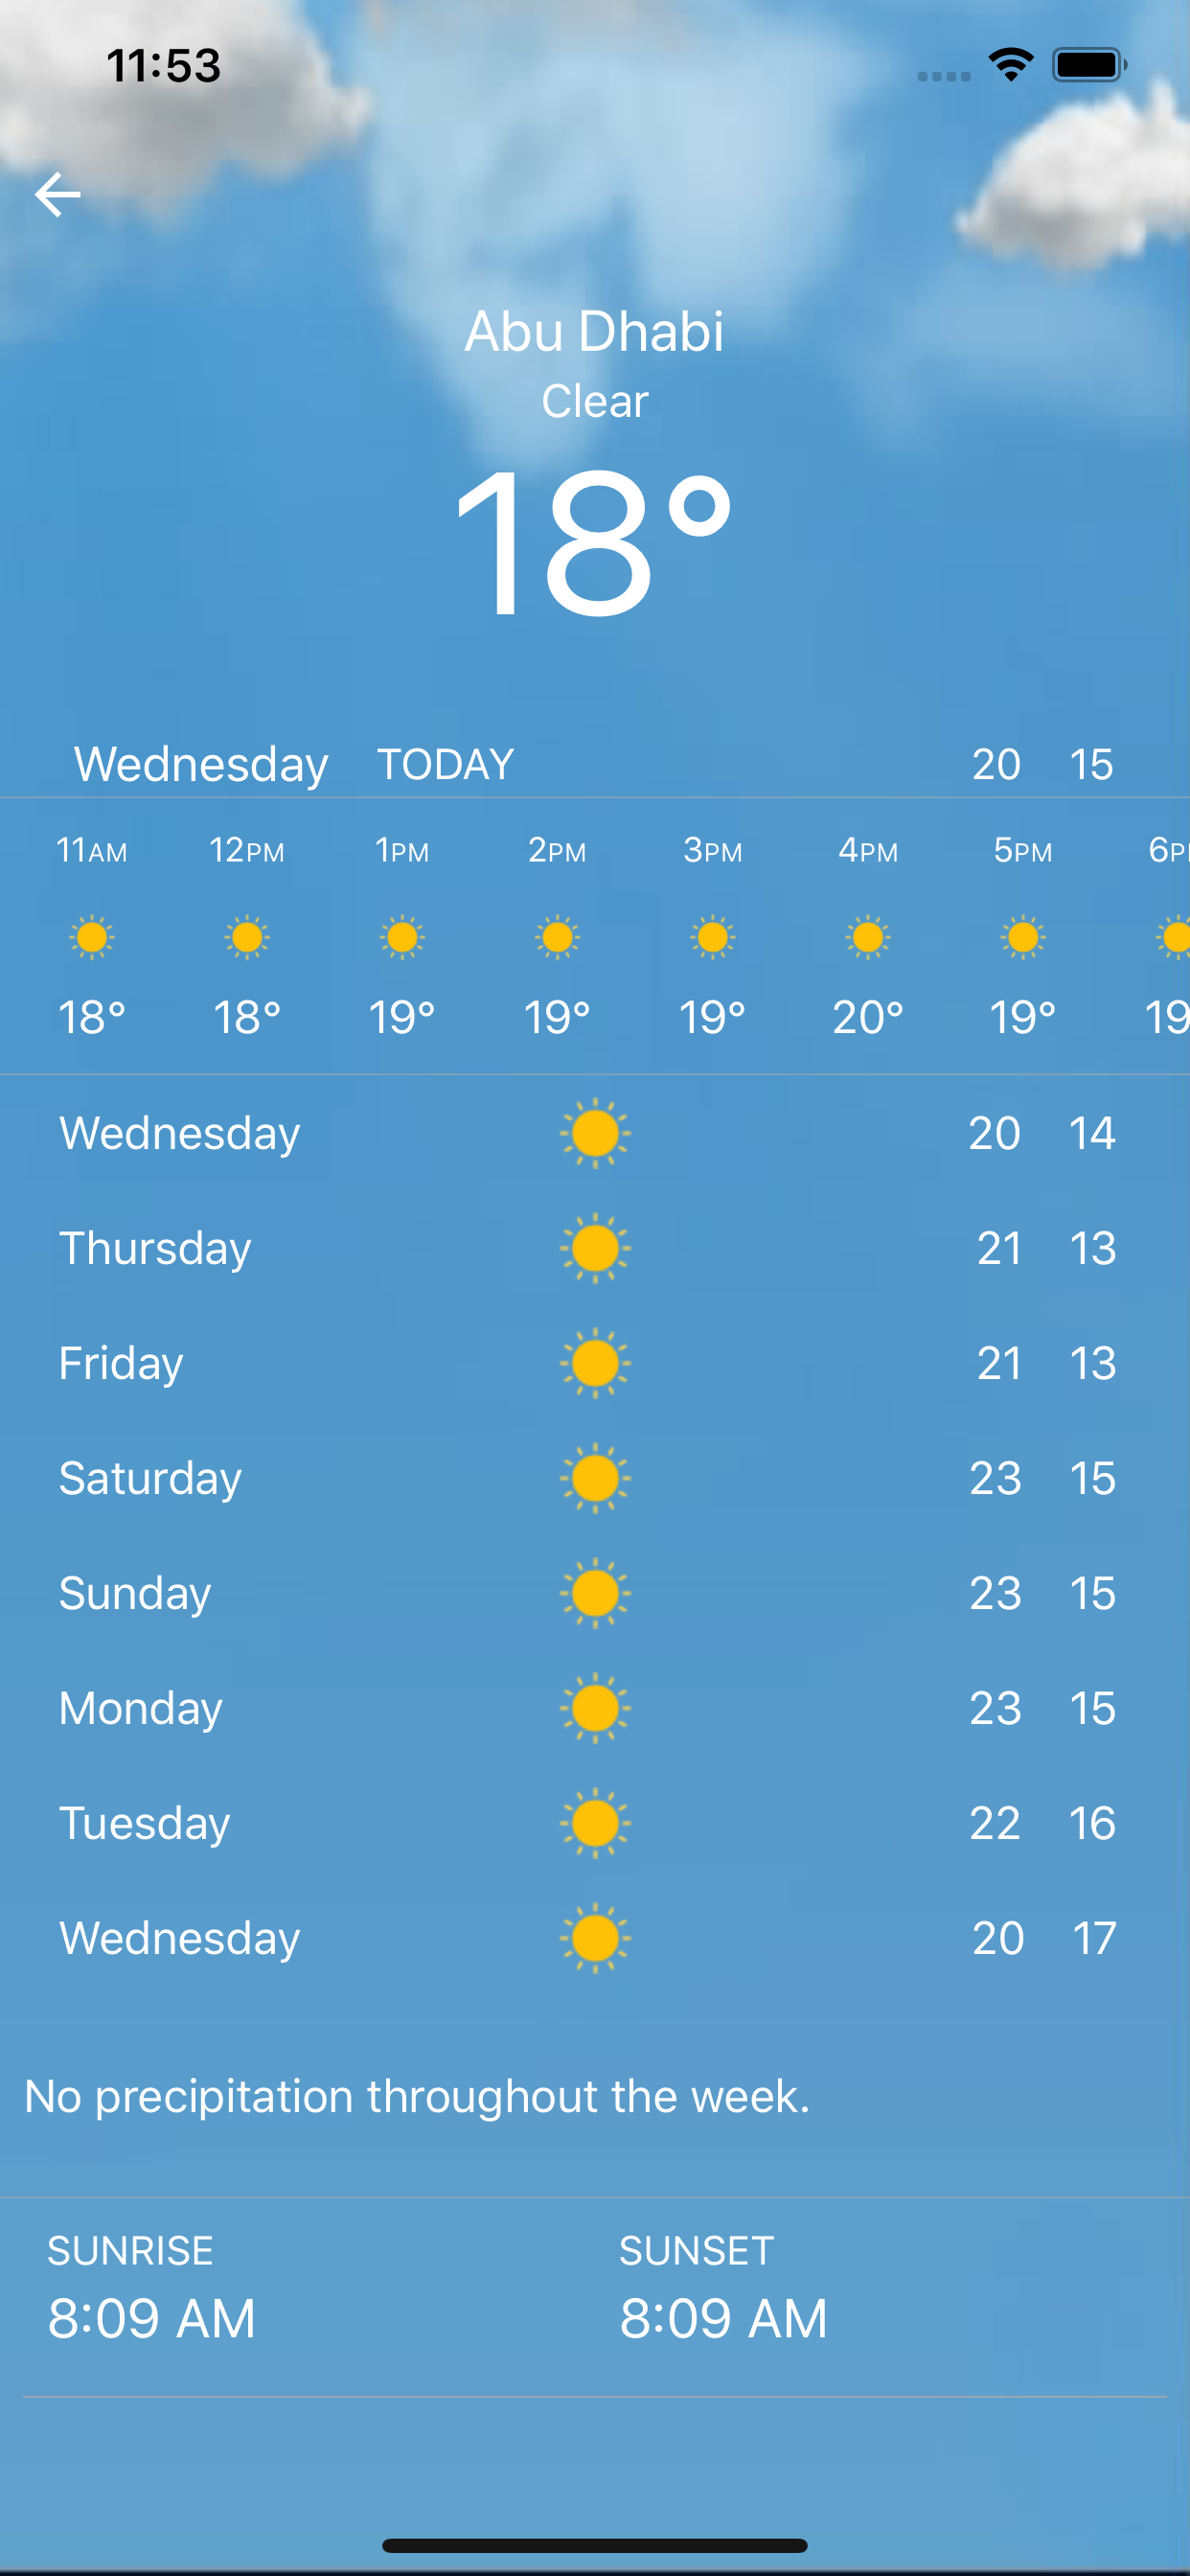 11:53
Abu Dhabi
Clear
18°
Wednesday TODAY 20 15
11AM 12PM 1PM 2PM 3PM 4PM 5PM 6P
18° 18° 19° 19° 19° 20° 19° 19
Wednesday 20 14
Thursday 21 13
Friday 21 13
Saturday 23 15
Sunday 23 15
Monday 23 15
Tuesday 22 16
Wednesday 20 17
No precipitation throughout the week.
SUNRISE SUNSET
8:09 AM 8:09 AM